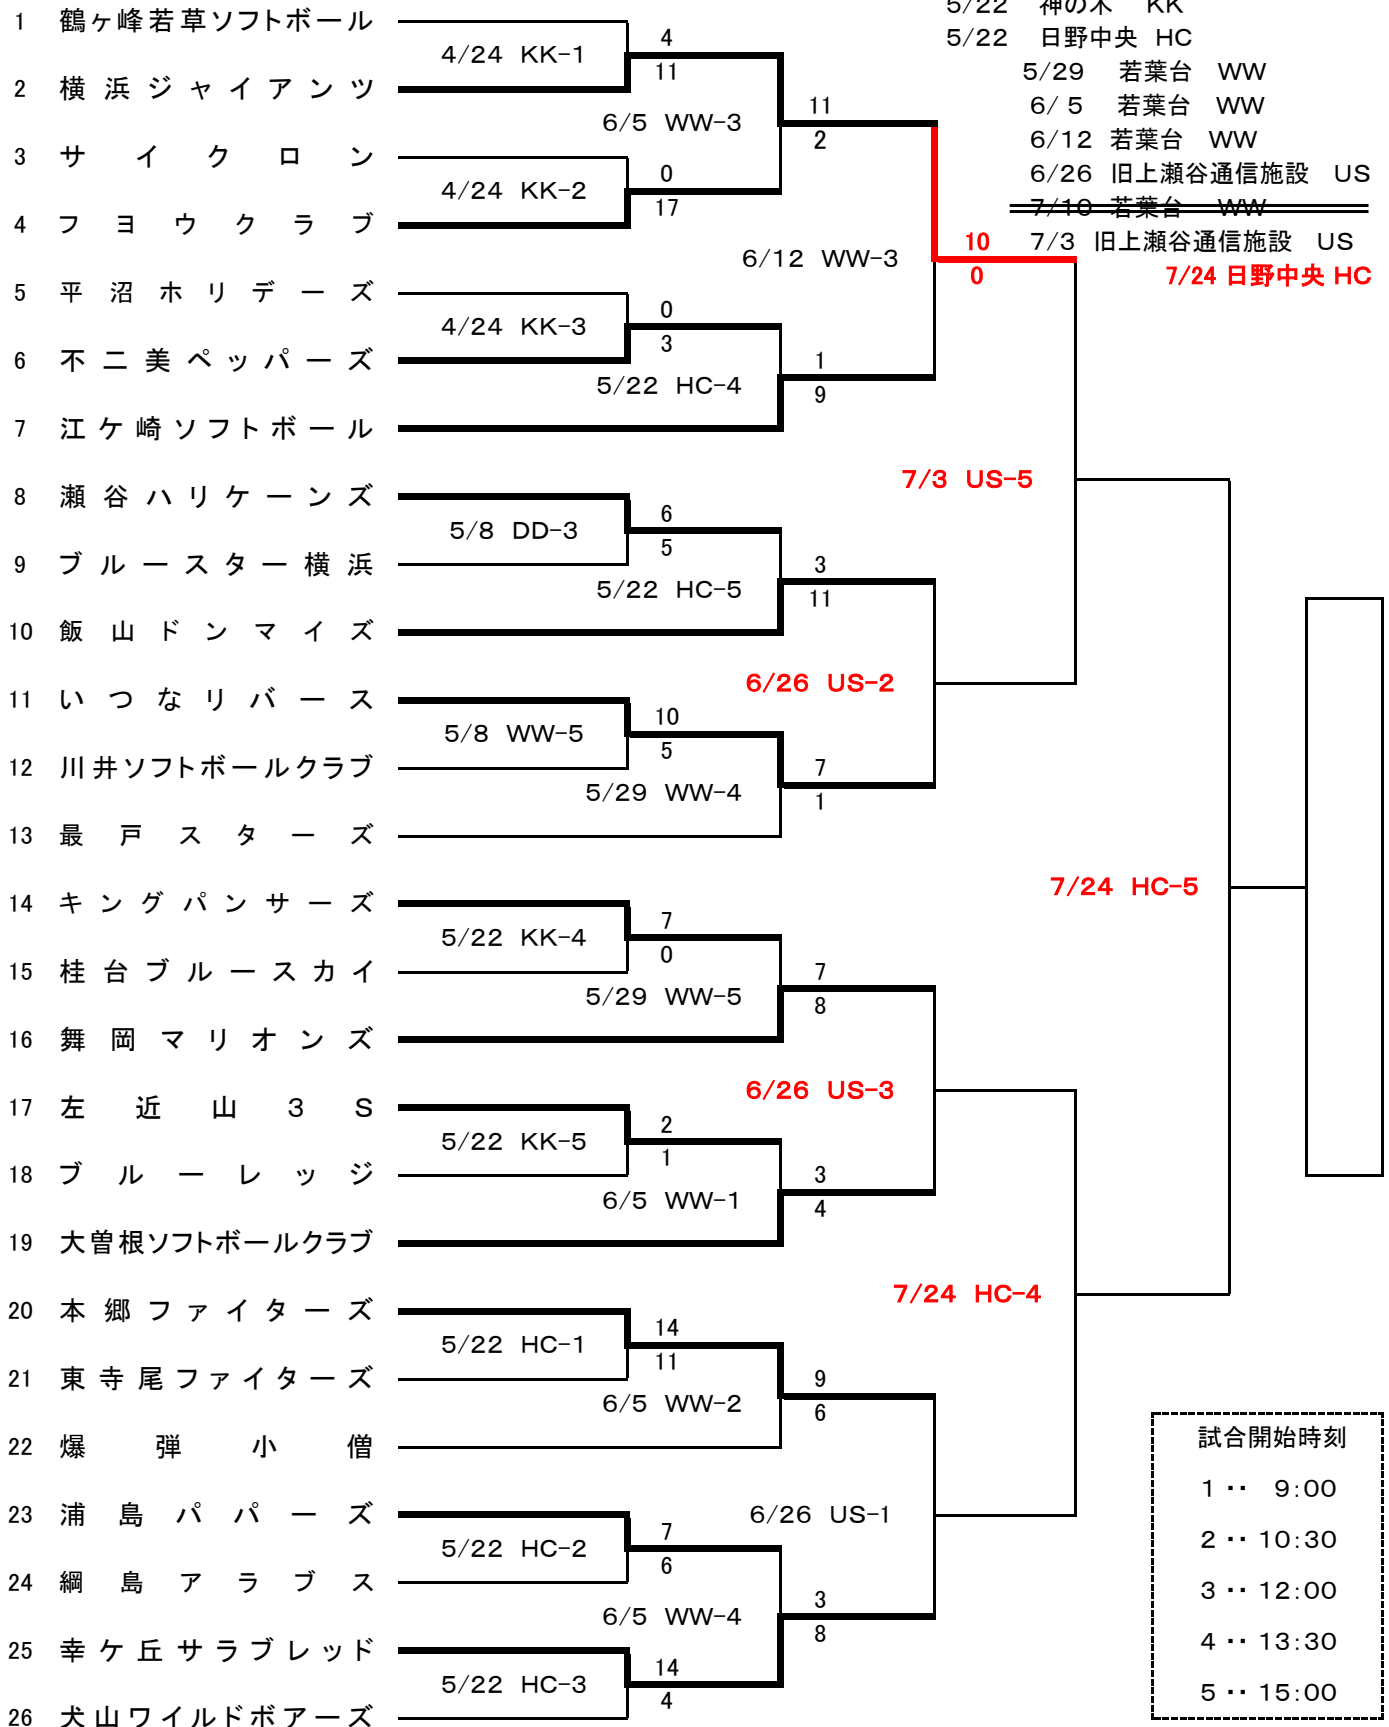 5/22 神の木 KK
1 鶴ヶ峰若草ソフトボール
4
5/22 日野中央 HC
4/24 KK-1
11
5/29 若葉台 WW
2 横浜ジャイアンツ
11
6/ 5 若葉台 WW
6/5 WW-3
2
6/12 若葉台 WW
3 サイクロン
0
6/26 旧上瀬谷通信施設 US
4/24 KK-2
17
7/10 若葉台 WW
4 フヨウクラブ
10
7/3 旧上瀬谷通信施設 US
6/12 WW-3
0
7/24 日野中央 HC
5 平沼ホリデーズ
0
4/24 KK-3
3
6 不二美ペッパーズ
1
5/22 HC-4
9
7 江ケ崎ソフトボール
7/3 US-5
8 瀬谷ハリケーンズ
6
5/8 DD-3
5
9 ブルースター横浜
3
5/22 HC-5
11
10 飯山ドンマイズ
6/26 US-2
11 いつなリバース
10
5/8 WW-5
5
12 川井ソフトボールクラブ
7
5/29 WW-4
1
13 最戸スターズ
7/24 HC-5
14 キングパンサーズ
7
5/22 KK-4
0
15 桂台ブルースカイ
7
5/29 WW-5
8
16 舞岡マリオンズ
6/26 US-3
17 左近山3S
2
5/22 KK-5
1
18 ブルーレッジ
3
6/5 WW-1
4
19 大曽根ソフトボールクラブ
7/24 HC-4
20 本郷ファイターズ
14
5/22 HC-1
11
21 東寺尾ファイターズ
9
6/5 WW-2
6
22 爆弾小僧
試合開始時刻
1 ‥ 9:00
23 浦島パパーズ
6/26 US-1
7
2 ‥ 10:30
5/22 HC-2
6
24 綱島アラブス
3
3 ‥ 12:00
6/5 WW-4
8
4 ‥ 13:30
25 幸ケ丘サラブレッド
14
5/22 HC-3
4
5 ‥ 15:00
26 犬山ワイルドボアーズ